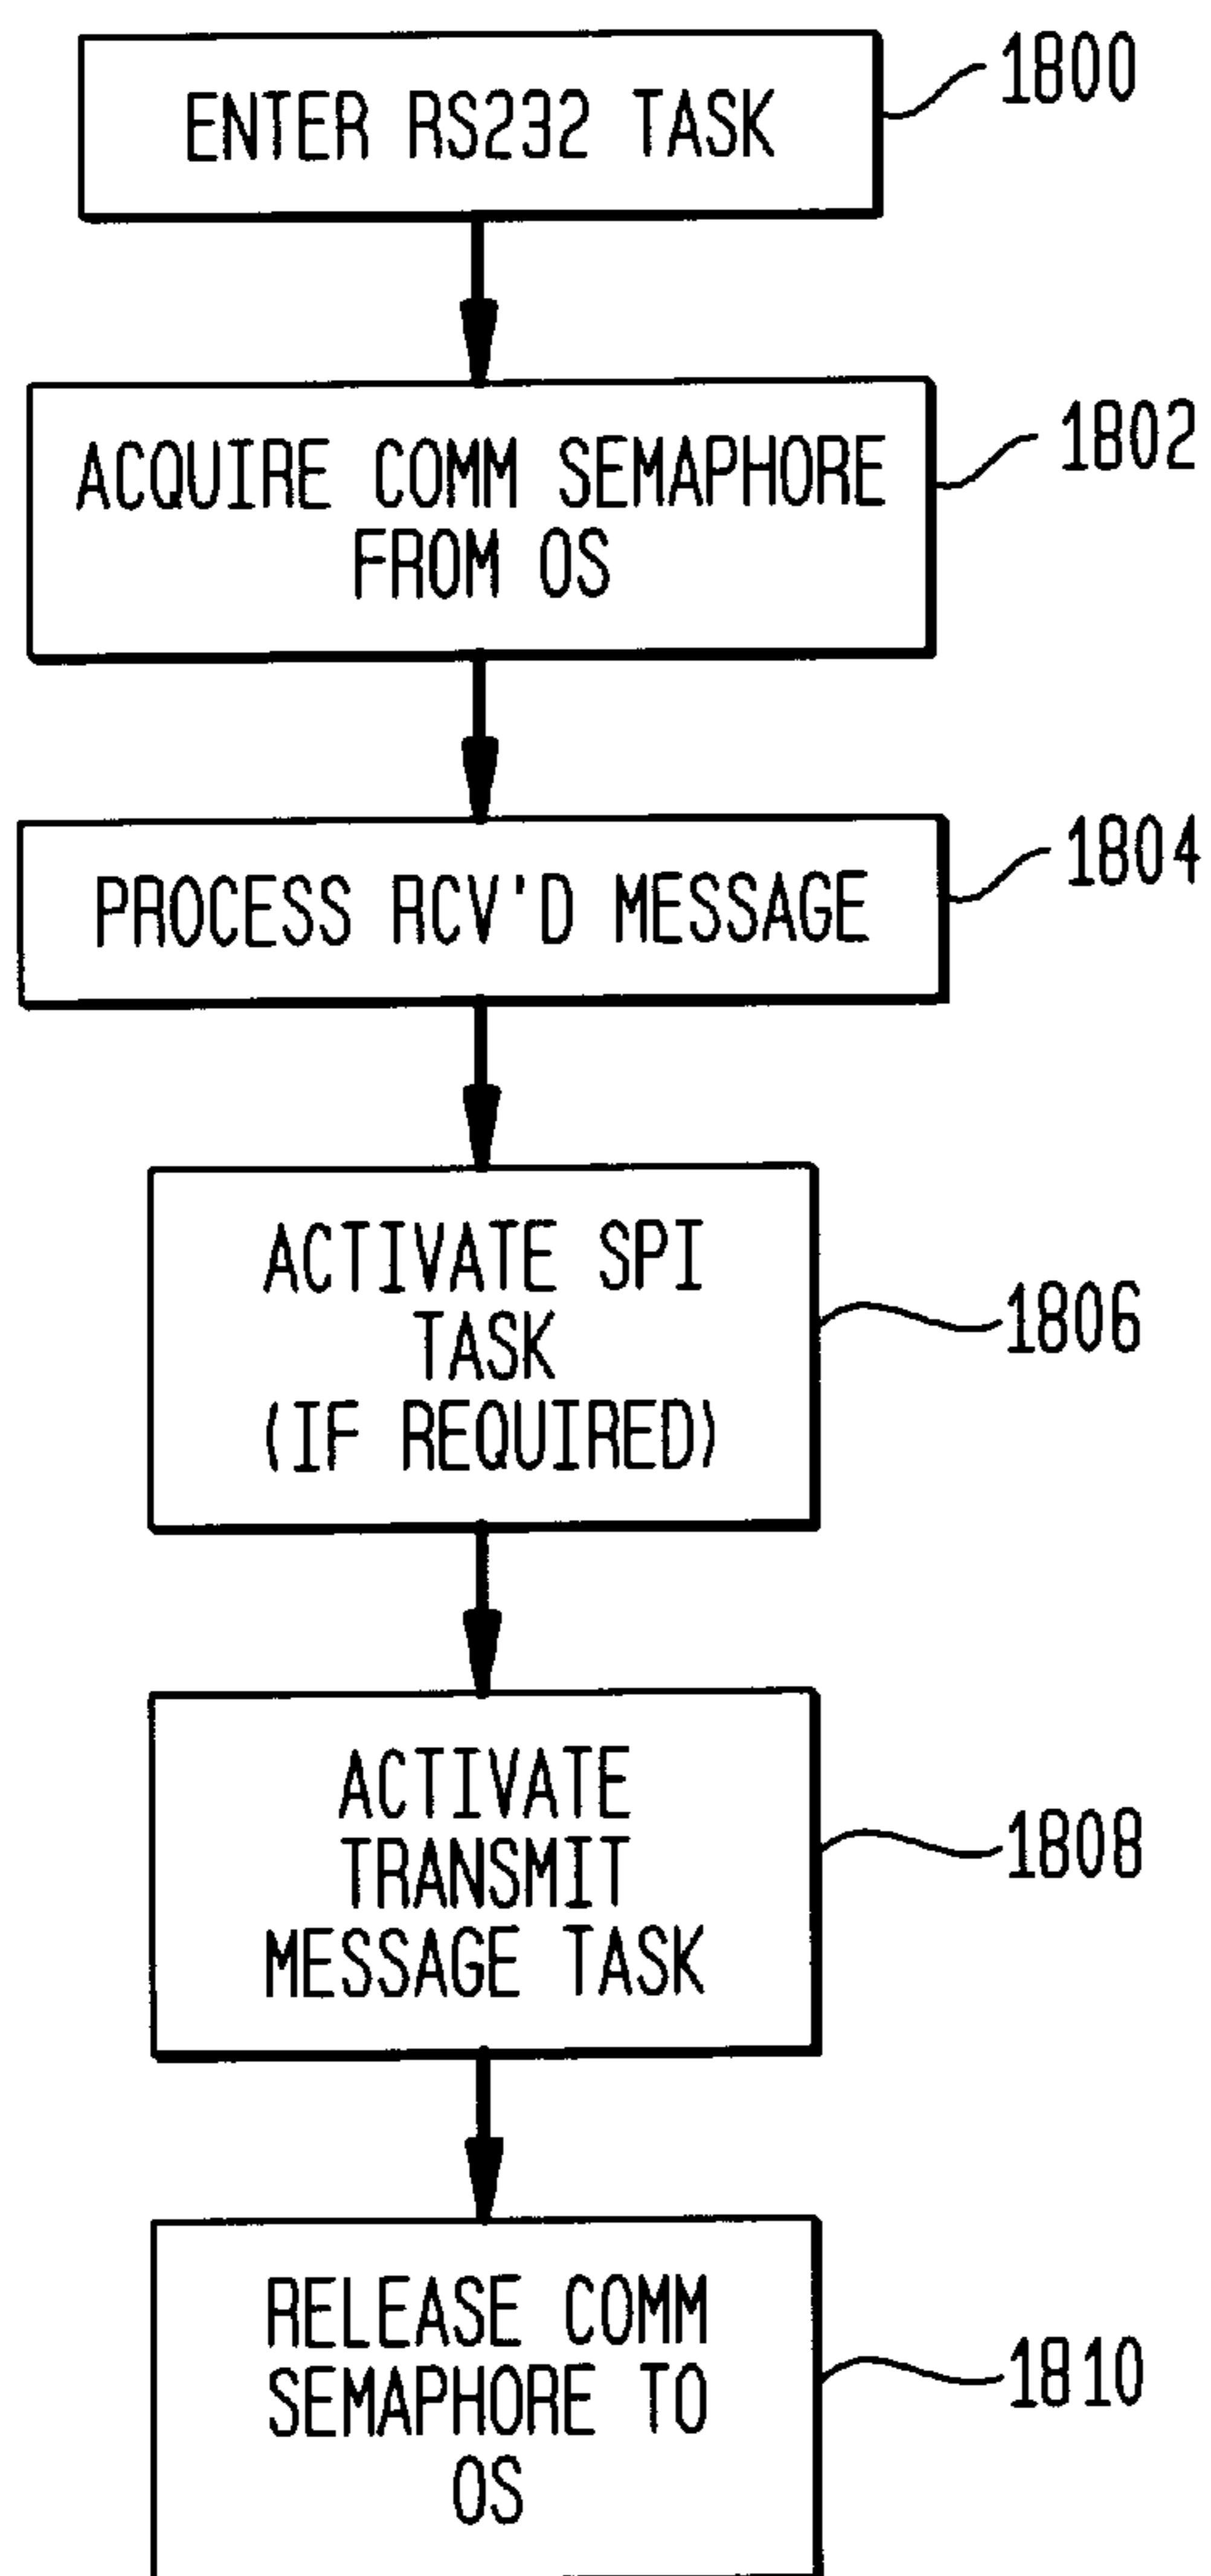 ENTER RS232 TASK
1800
ACQUIRE COMM SEMAPHORE
FROM OS
1802
PROCESS RCV'D MESSAGE
1804
ACTIVATE SPI
TASK
(IF REQUIRED)
1806
ACTIVATE
TRANSMIT
MESSAGE TASK
1808
RELEASE COMM
SEMAPHORE TO
OS
1810